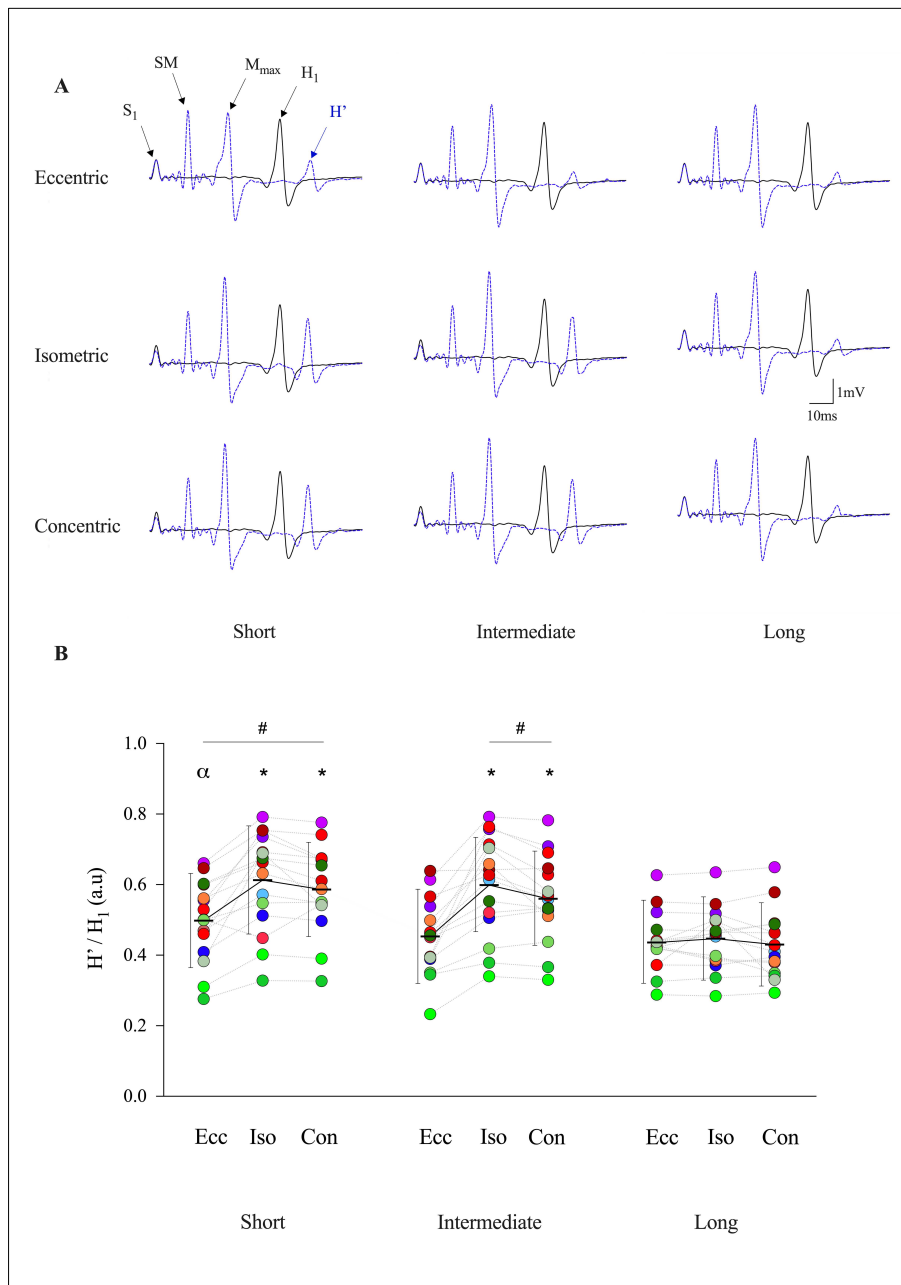 A
SM
Mmax
H1
S1
H’
Eccentric
Isometric
1mV
10ms
Concentric
Short Intermediate Long
B
# #
α * * * *
H’ / H1 (a.u)
1.0
0.8
0.6
0.4
0.2
0.0
Ecc Iso Con Ecc Iso Con Ecc Iso Con
Short Intermediate Long